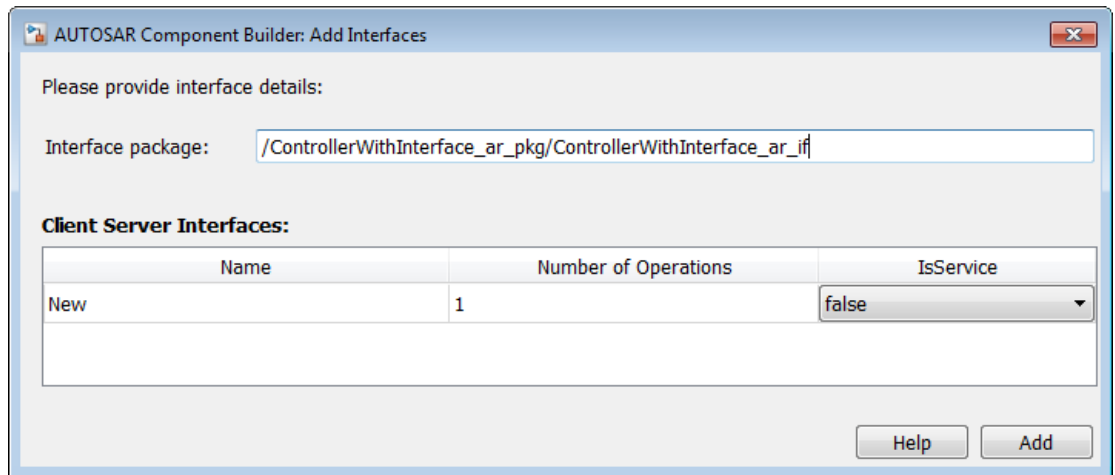 AUTOSAR Component Builder: Add Interfaces
Please provide interface details:
Interface package: /ControllerWithInterface_ar_pkg/ControllerWithInterface_ar_if
Client Server Interfaces:
Name Number of Operations IsService
New 1 false
Help Add